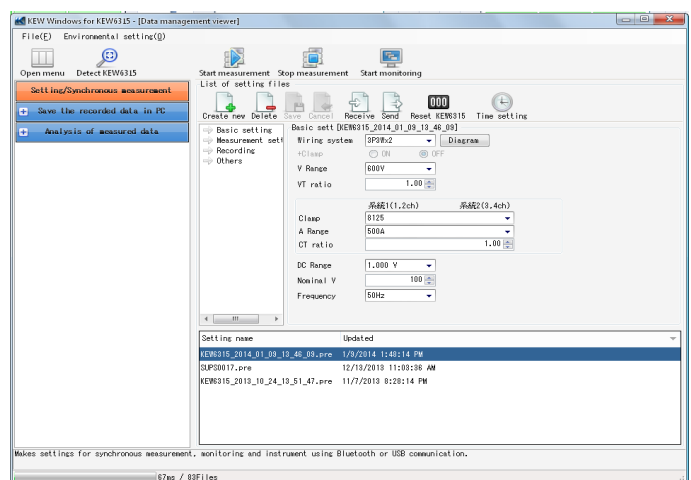 KEW Windows for KEW6315 - [Data management viewer]
File(F) Environmental setting(O)
Open menu Detect KEW6315 Start measurement Stop measurement Start monitoring
Setting/Synchronous measurement
Save the recorded data in PC
Analysis of measured data
List of setting files
Create new Delete Save Cancel Receive Send Reset KEW6315 Time setting
Basic setting
Measurement sett
Recording
Others
Basic sett [KEW6315_2014_01_09_13_46_09]
Wiring system 3P3Wx2 Diagram
+Clamp ON OFF
V Range 600V
VT ratio 1.00
系統1(1,2ch) 系統2(3,4ch)
Clamp 8125
A Range 500A
CT ratio 1.00
DC Range 1.000 V
Nominal V 100
Frequency 50Hz
Setting name Updated
KEW6315_2014_01_09_13_46_09.pre 1/9/2014 1:48:14 PM
SUPS0017.pre 12/13/2013 11:03:36 AM
KEW6315_2013_10_24_13_51_47.pre 11/7/2013 8:28:14 PM
Makes settings for synchronous measurement, monitoring and instrument using Bluetooth or USB communication.
67ms / 83Files